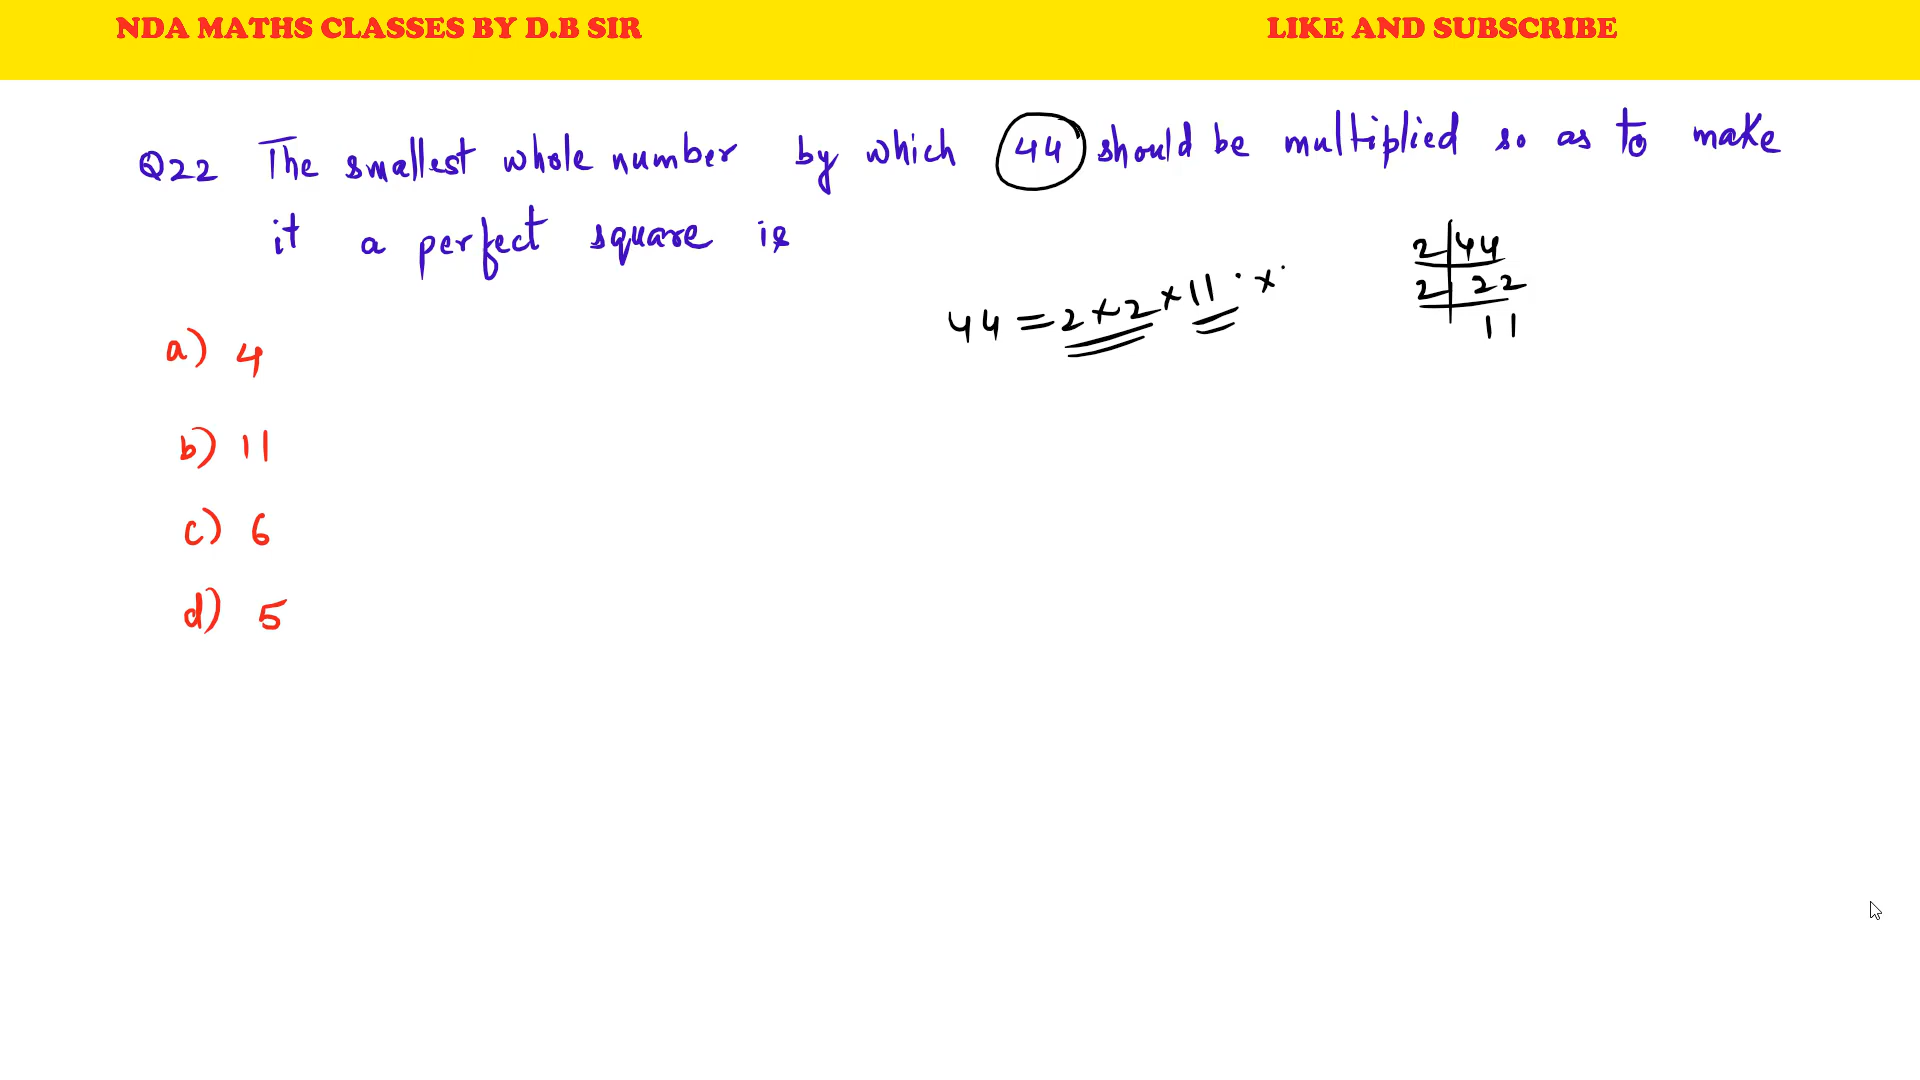 NDA MATHS CLASSES BY D.B SIR LIKE AND SUBSCRIBE
Q22 The smallest whole number by which 44 should be multiplied so as to make
it a perfect square is
2 44
2 22
11
44 = 2 × 2 × 11 · ×
a) 4
b) 11
c) 6
d) 5